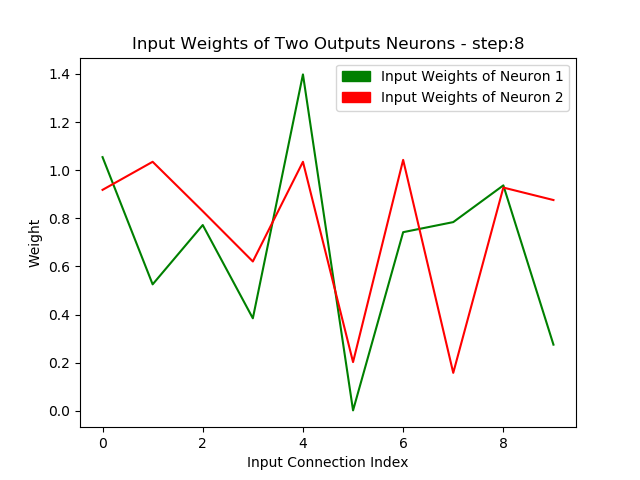 Input Weights of Two Outputs Neurons - step:8
Input Weights of Neuron 1
Input Weights of Neuron 2
Weight
1.4
1.2
1.0
0.8
0.6
0.4
0.2
0.0
0 2 4 6 8
Input Connection Index